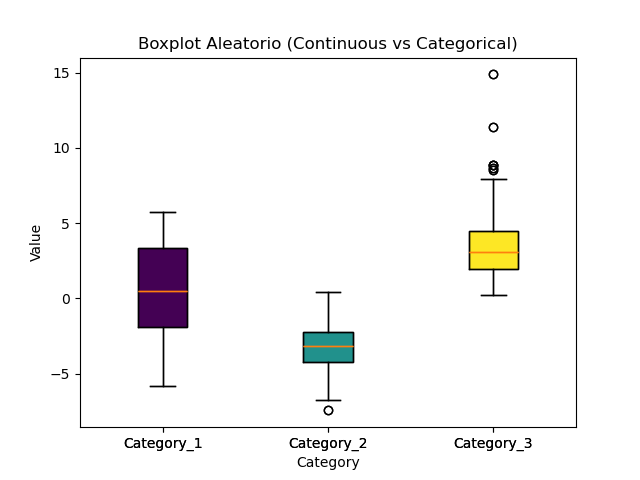 Boxplot Aleatorio (Continuous vs Categorical)
15
10
5
0
−5
Value
Category_1 Category_2 Category_3
Category